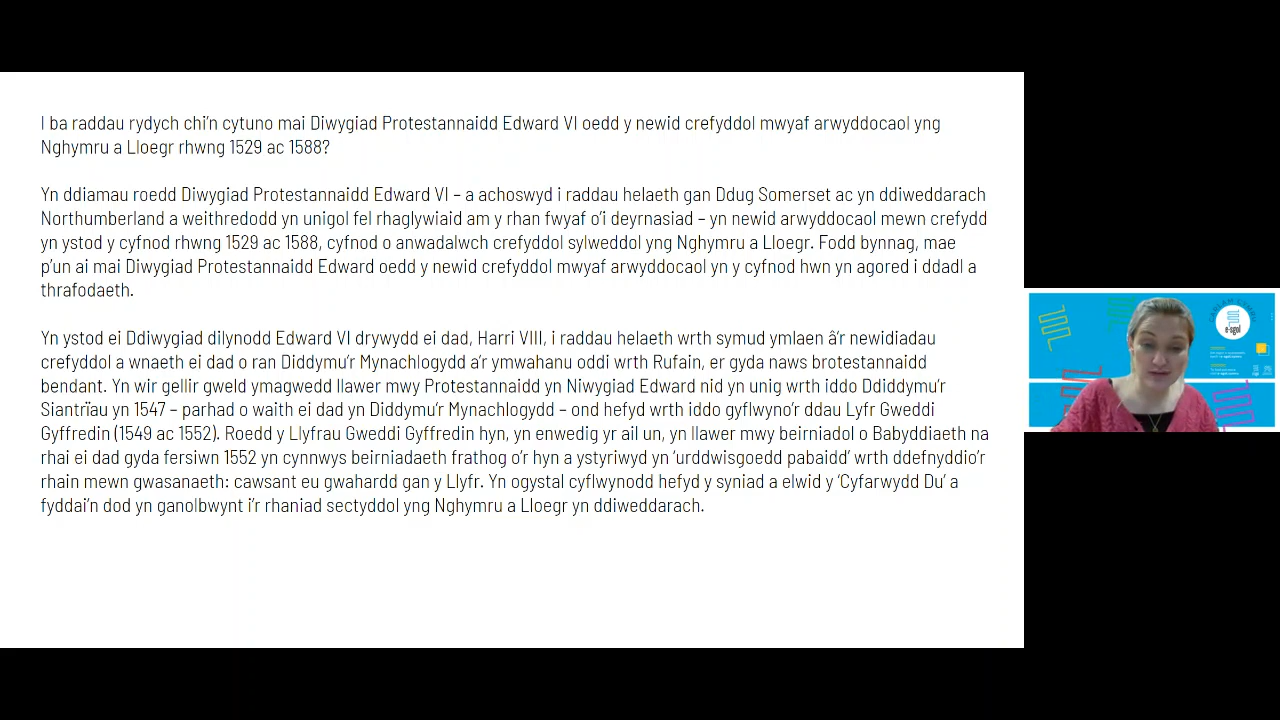 I ba raddau rydych chi'n cytuno mai Diwygiad Protestannaidd Edward VI oedd y newid crefyddol mwyaf arwyddocaol yng
Nghymru a Lloegr rhwng 1529 ac 1588?
Yn ddiamau roedd Diwygiad Protestannaidd Edward VI – a achoswyd i raddau helaeth gan Ddug Somerset ac yn ddiweddarach
Northumberland a weithredodd yn unigol fel rhaglywiaid am y rhan fwyaf o'i deyrnasiad – yn newid arwyddocaol mewn crefydd
yn ystod y cyfnod rhwng 1529 ac 1588, cyfnod o anwadalwch crefyddol sylweddol yng Nghymru a Lloegr. Fodd bynnag, mae
p'un ai mai Diwygiad Protestannaidd Edward oedd y newid crefyddol mwyaf arwyddocaol yn y cyfnod hwn yn agored i ddadl a
thrafodaeth.
Yn ystod ei Ddiwygiad dilynodd Edward VI drywydd ei dad, Harri VIII, i raddau helaeth wrth symud ymlaen â'r newidiadau
crefyddol a wnaeth ei dad o ran Diddymu'r Mynachlogydd a'r ymwahanu oddi wrth Rufain, er gyda naws brotestannaidd
bendant. Yn wir gellir gweld ymagwedd llawer mwy Protestannaidd yn Niwygiad Edward nid yn unig wrth iddo Ddiddymu'r
Siantrïau yn 1547 – parhad o waith ei dad yn Diddymu'r Mynachlogydd – ond hefyd wrth iddo gyflwyno'r ddau Lyfr Gweddi
Gyffredin (1549 ac 1552). Roedd y Llyfrau Gweddi Gyffredin hyn, yn enwedig yr ail un, yn llawer mwy beirniadol o Babyddiaeth na
rhai ei dad gyda fersiwn 1552 yn cynnwys beirniadaeth frathog o'r hyn a ystyriwyd yn 'urddwisgoedd pabaidd' wrth ddefnyddio'r
rhain mewn gwasanaeth: cawsant eu gwahardd gan y Llyfr. Yn ogystal cyflwynodd hefyd y syniad a elwid y 'Cyfarwydd Du' a
fyddai'n dod yn ganolbwynt i'r rhaniad sectyddol yng Nghymru a Lloegr yn ddiweddarach.
e-sgol